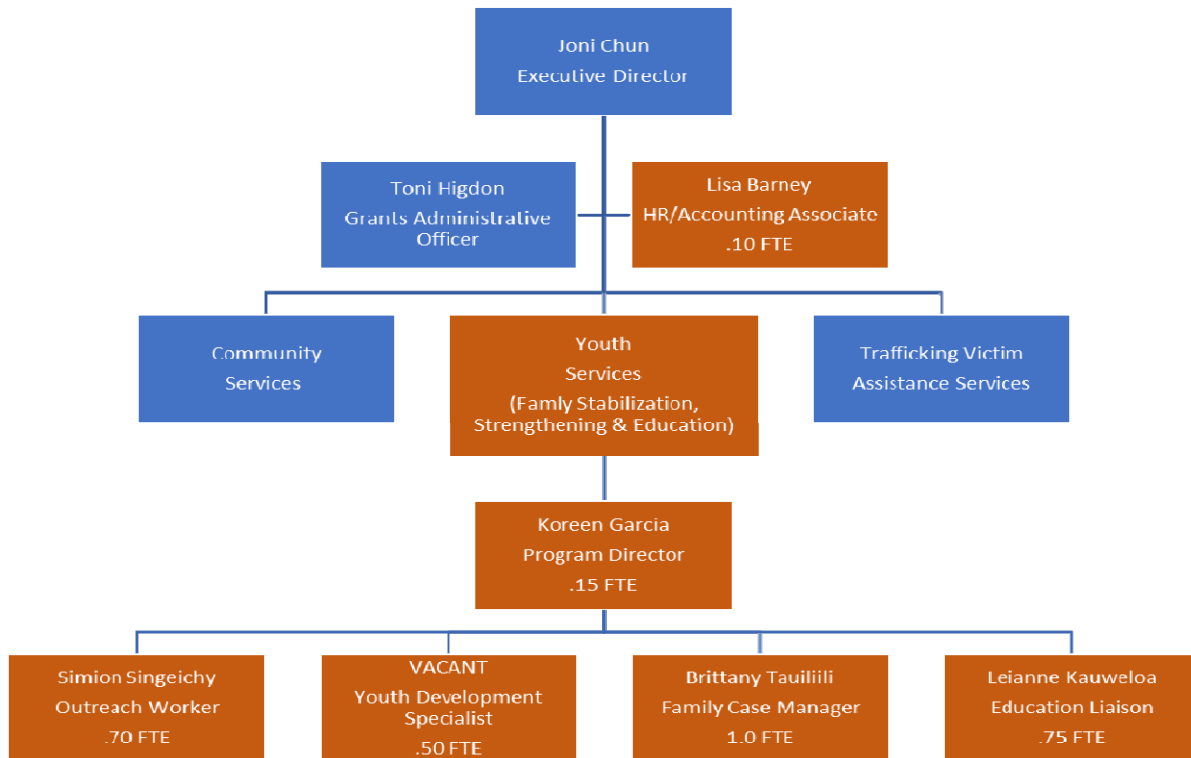 Joni Chun
Executive Director
Toni Higdon
Grants Administrative
Officer
Lisa Barney
HR/Accounting Associate
.10 FTE
Community
Services
Youth
Services
(Famly Stabilization,
Strengthening & Education)
Trafficking Victim
Assistance Services
Koreen Garcia
Program Director
.15 FTE
Simion Singeichy
Outreach Worker
.70 FTE
VACANT
Youth Development
Specialist
.50 FTE
Brittany Tauiliili
Family Case Manager
1.0 FTE
Leianne Kauweloa
Education Liaison
.75 FTE